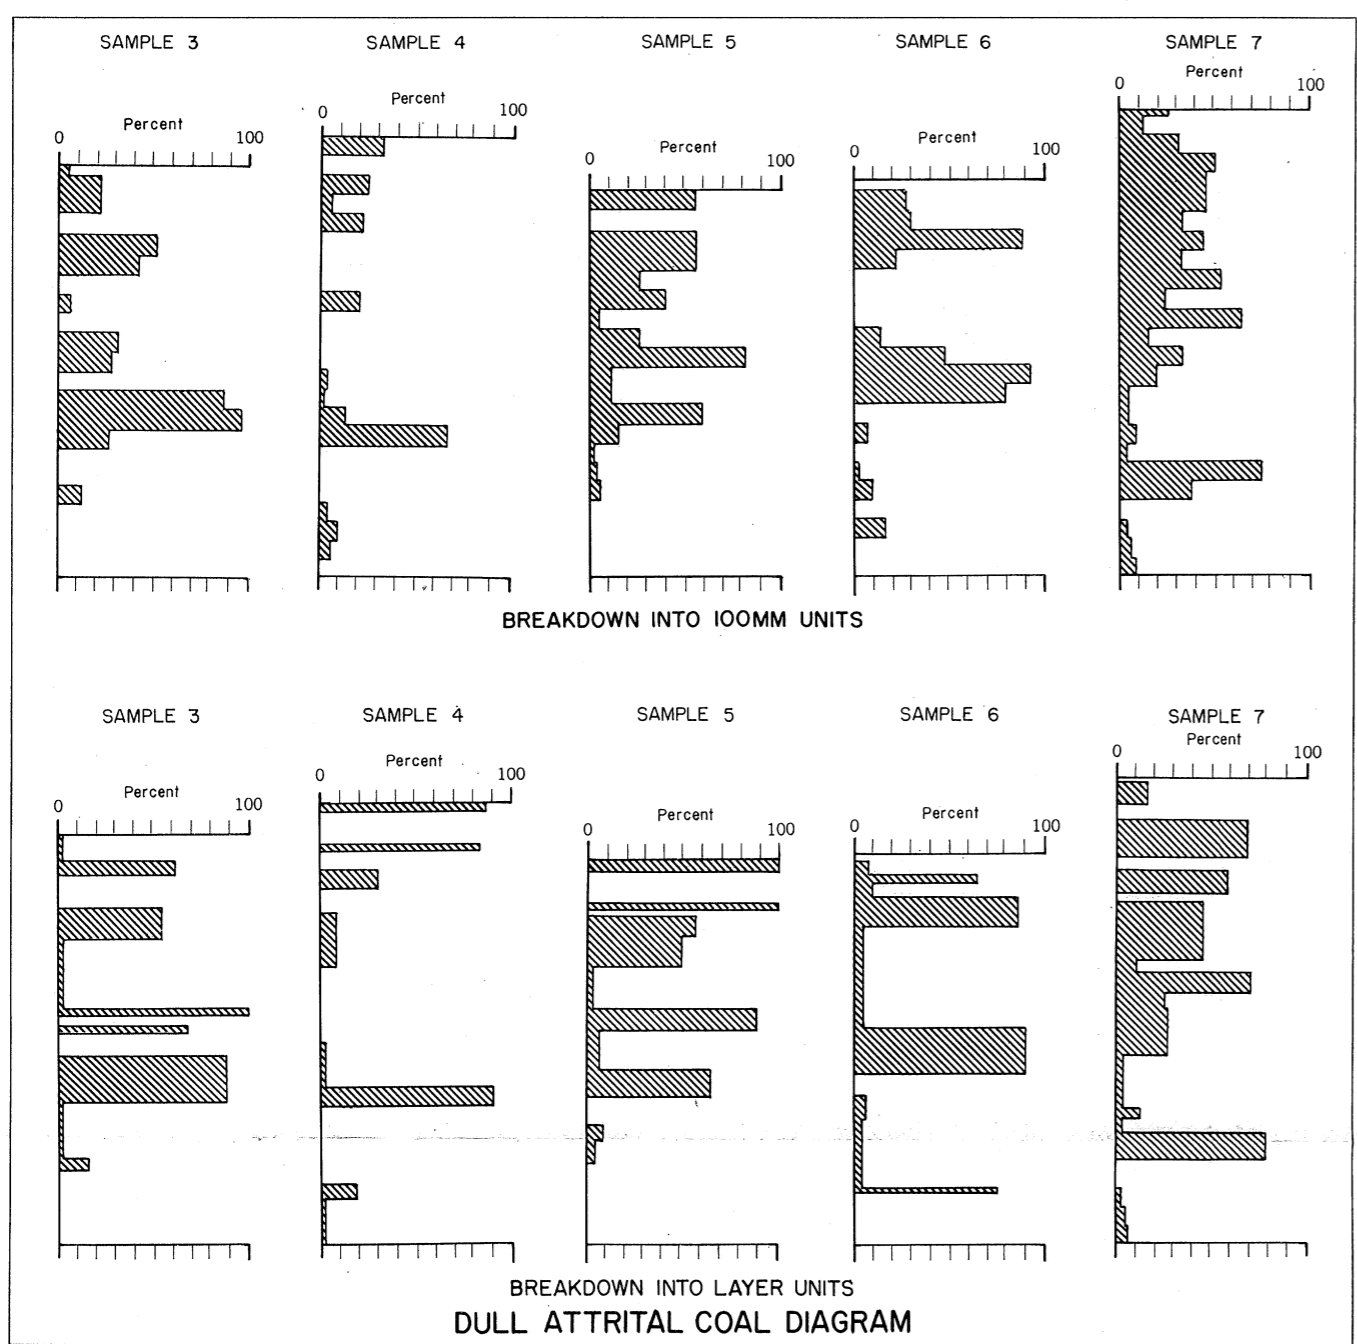 SAMPLE 3 SAMPLE 4 SAMPLE 5 SAMPLE 6 SAMPLE 7
Percent
0 100
Percent
0 100
Percent
0 100
Percent
0 100
Percent
0 100
BREAKDOWN INTO 100MM UNITS
SAMPLE 3 SAMPLE 4 SAMPLE 5 SAMPLE 6 SAMPLE 7
Percent
0 100
Percent
0 100
Percent
0 100
Percent
0 100
Percent
0 100
BREAKDOWN INTO LAYER UNITS
DULL ATTRITAL COAL DIAGRAM